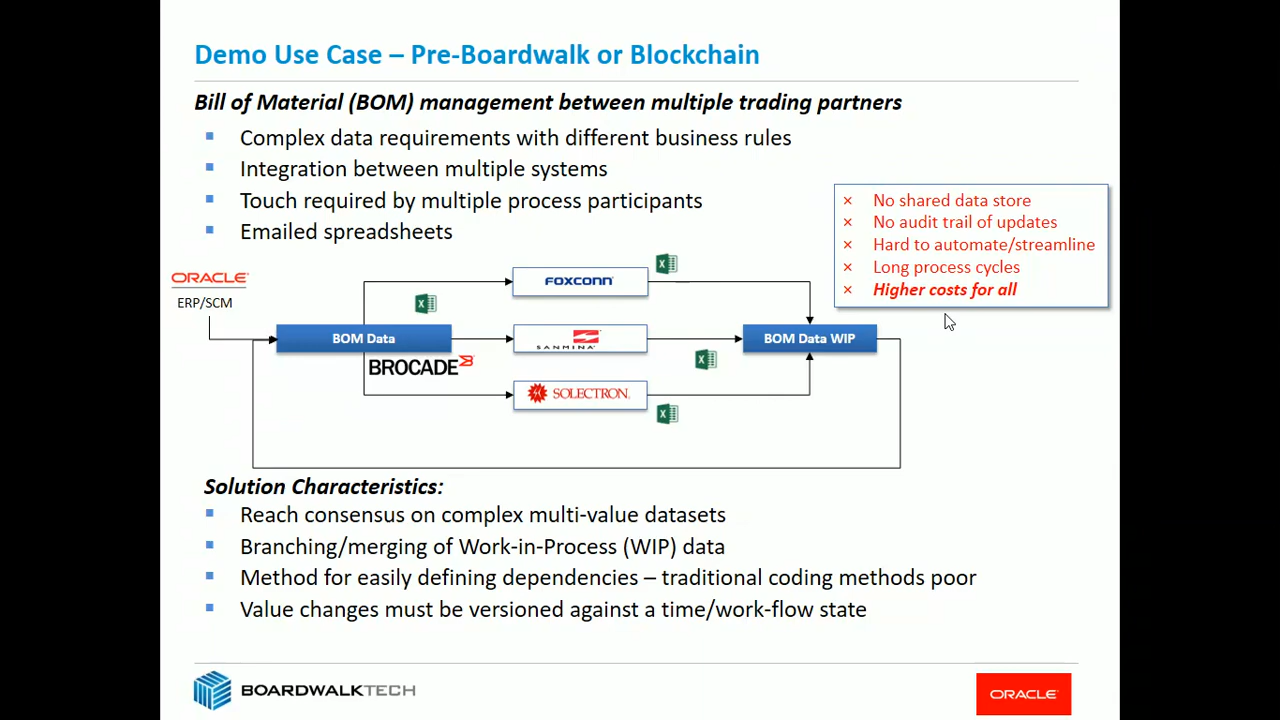 Demo Use Case – Pre-Boardwalk or Blockchain
Bill of Material (BOM) management between multiple trading partners
Complex data requirements with different business rules
Integration between multiple systems
Touch required by multiple process participants
Emailed spreadsheets
× No shared data store
× No audit trail of updates
× Hard to automate/streamline
× Long process cycles
× Higher costs for all
ORACLE
ERP/SCM
FOXCONN
BOM Data
SANMINA
BOM Data WIP
BROCADE
SOLECTRON
Solution Characteristics:
Reach consensus on complex multi-value datasets
Branching/merging of Work-in-Process (WIP) data
Method for easily defining dependencies – traditional coding methods poor
Value changes must be versioned against a time/work-flow state
BOARDWALKTECH
ORACLE